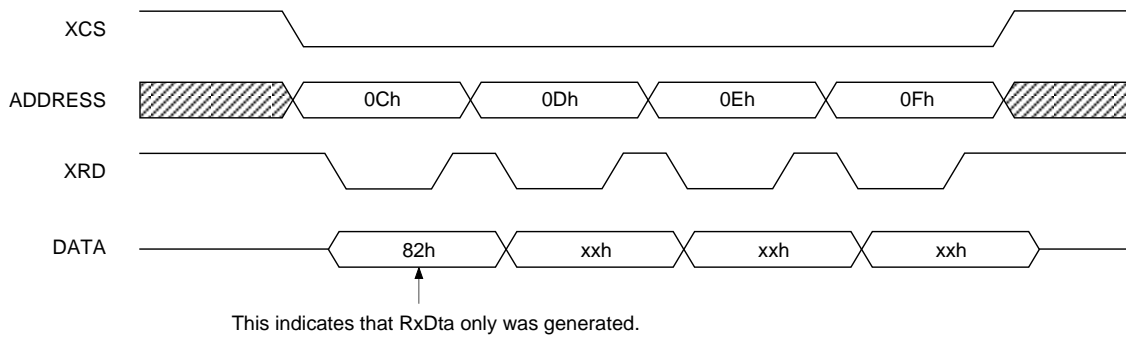 XCS
ADDRESS 0Ch 0Dh 0Eh 0Fh
XRD
DATA 82h xxh xxh xxh
This indicates that RxDta only was generated.